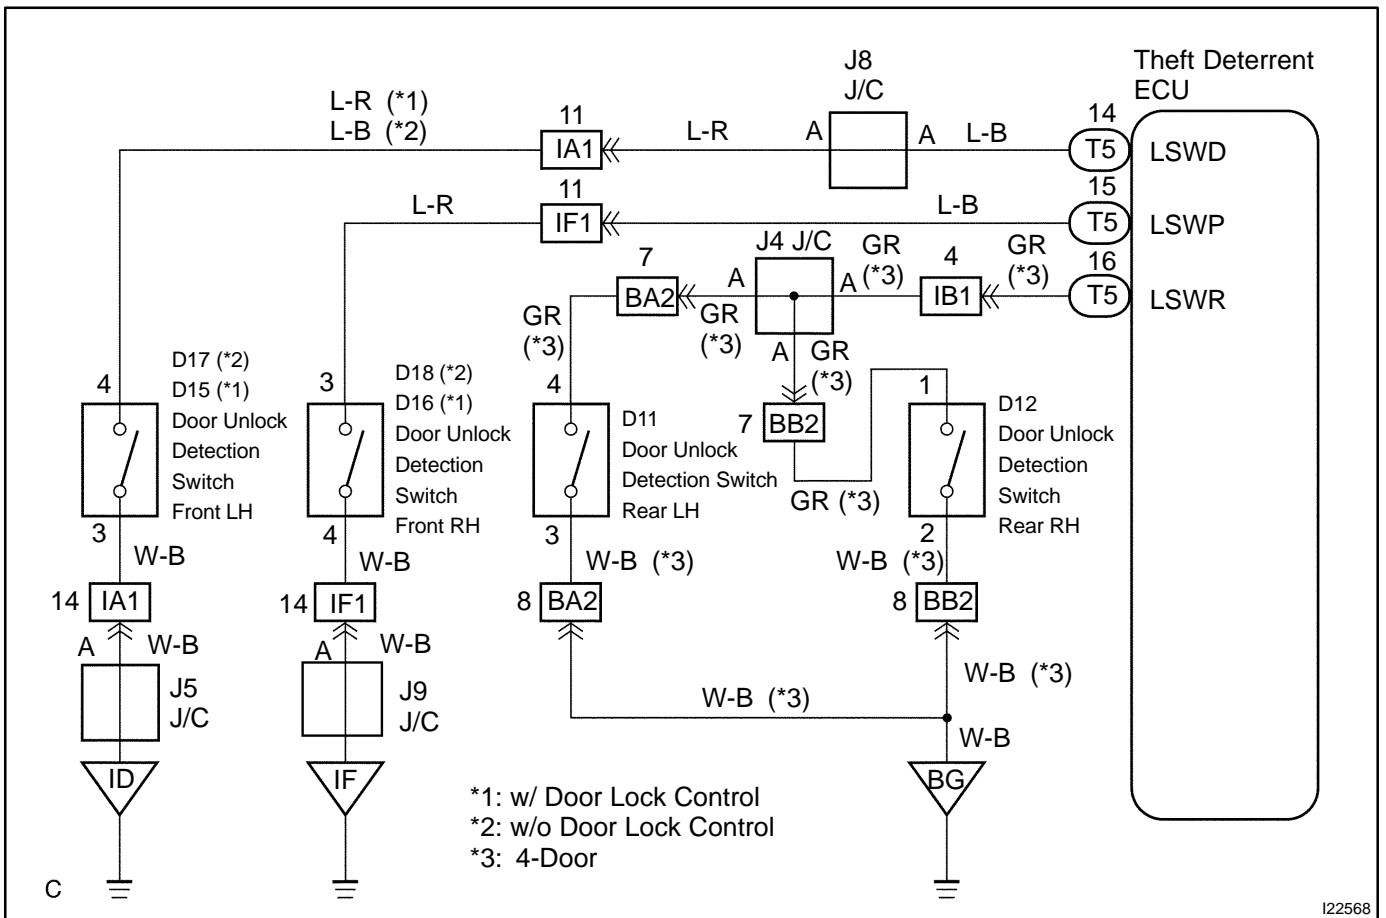 J8
J/C
Theft Deterrent
ECU
L-R (*1)
L-B (*2)
11
IA1
L-R
A
A
L-B
14
T5
LSWD
L-R
11
IF1
L-B
15
T5
LSWP
7
BA2
J4 J/C
A
A
GR
(*3)
4
IB1
GR
(*3)
16
T5
LSWR
GR
(*3)
GR
(*3)
A
GR
(*3)
7
BB2
GR (*3)
4
D17 (*2)
D15 (*1)
Door Unlock
Detection
Switch
Front LH
3
3
D18 (*2)
D16 (*1)
Door Unlock
Detection
Switch
Front RH
4
4
D11
Door Unlock
Detection Switch
Rear LH
3
1
D12
Door Unlock
Detection
Switch
Rear RH
2
W-B
W-B
W-B (*3)
W-B (*3)
14
IA1
14
IF1
8
BA2
8
BB2
A
W-B
A
W-B
J5
J/C
J9
J/C
W-B (*3)
W-B (*3)
W-B
ID
IF
BG
*1: w/ Door Lock Control
*2: w/o Door Lock Control
*3: 4-Door
C
I22568